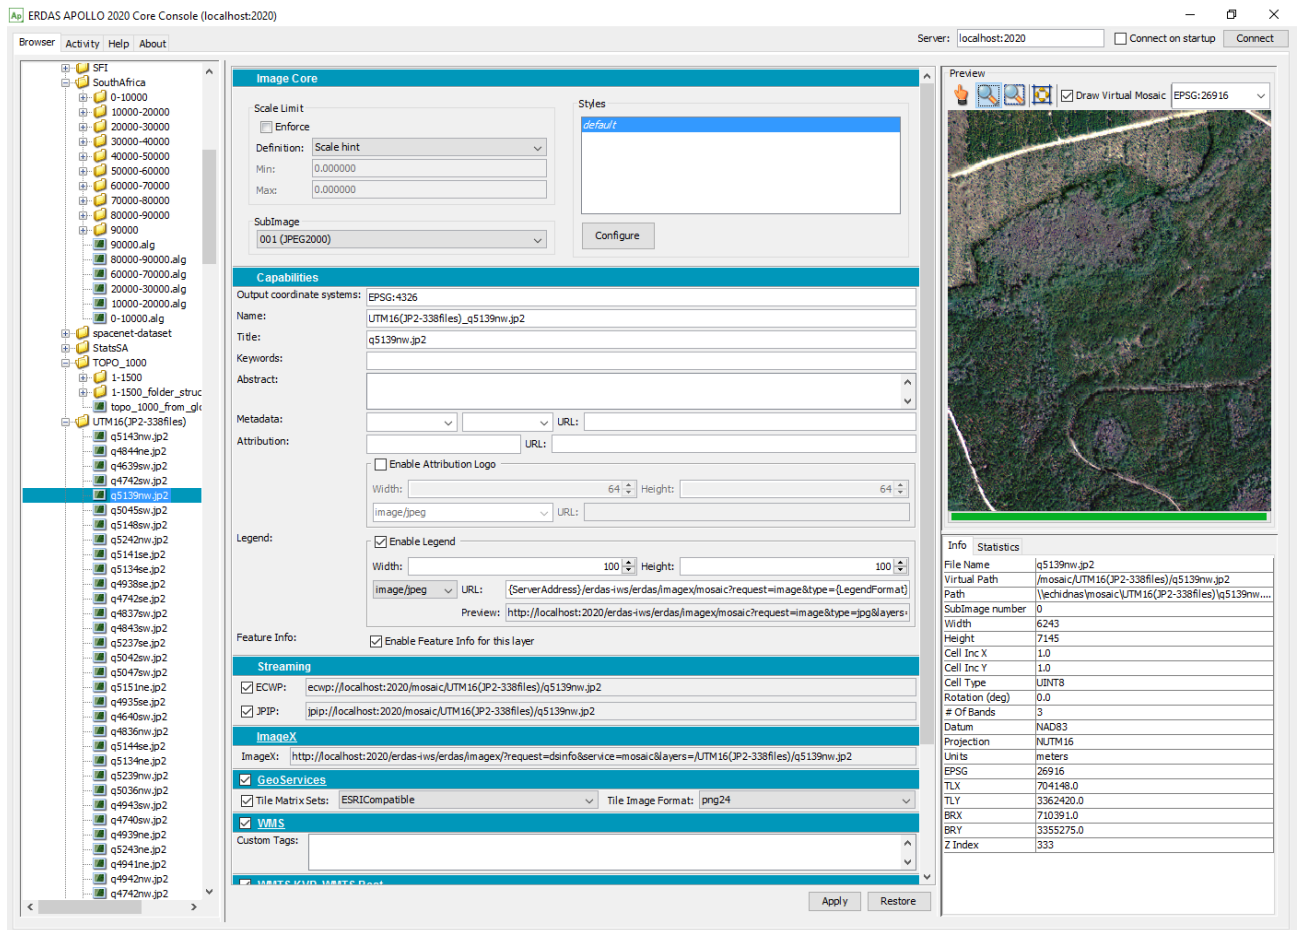 Ap ERDAS APOLLO 2020 Core Console (localhost:2020)
Browser Activity Help About
Server: localhost:2020 Connect on startup Connect
SFI
SouthAfrica
0-10000
10000-20000
20000-30000
30000-40000
40000-50000
50000-60000
60000-70000
70000-80000
80000-90000
90000
90000.alg
80000-90000.alg
60000-70000.alg
20000-30000.alg
10000-20000.alg
0-10000.alg
spacenet-dataset
StatsSA
TOPO_1000
1-1500
1-1500_folder_struc
topo_1000_from_glo
UTM16(JP2-338files)
q5143nw.jp2
q4844ne.jp2
q4639sw.jp2
q4742sw.jp2
q5139nw.jp2
q5045sw.jp2
q5148sw.jp2
q5242nw.jp2
q5141se.jp2
q5134se.jp2
q4938se.jp2
q4742se.jp2
q4837sw.jp2
q4843sw.jp2
q5237se.jp2
q5042sw.jp2
q5047sw.jp2
q5151ne.jp2
q4935se.jp2
q4640sw.jp2
q4836nw.jp2
q5144se.jp2
q5134ne.jp2
q5239nw.jp2
q5036nw.jp2
q4943sw.jp2
q4740sw.jp2
q4939ne.jp2
q5243ne.jp2
q4941ne.jp2
q4942nw.jp2
q4742nw.jp2
Image Core
Scale Limit
Enforce
Definition: Scale hint
Min: 0.000000
Max: 0.000000
SubImage
001 (JPEG2000)
Styles
default
Configure
Capabilities
Output coordinate systems: EPSG:4326
Name: UTM16(JP2-338files)_q5139nw.jp2
Title: q5139nw.jp2
Keywords:
Abstract:
Metadata: URL:
Attribution: URL:
Enable Attribution Logo
Width: 64 Height: 64
image/jpeg URL:
Legend: Enable Legend
Width: 100 Height: 100
image/jpeg URL: {ServerAddress}/erdas-iws/erdas/imagex/mosaic?request=image&type={LegendFormat}
Preview: http://localhost:2020/erdas-iws/erdas/imagex/mosaic?request=image&type=jpg&layers=
Feature Info: Enable Feature Info for this layer
Streaming
ECWP: ecwp://localhost:2020/mosaic/UTM16(JP2-338files)/q5139nw.jp2
JPIP: jpip://localhost:2020/mosaic/UTM16(JP2-338files)/q5139nw.jp2
ImageX
ImageX: http://localhost:2020/erdas-iws/erdas/imagex/?request=dsinfo&service=mosaic&layers=/UTM16(JP2-338files)/q5139nw.jp2
GeoServices
Tile Matrix Sets: ESRICompatible Tile Image Format: png24
WMS
Custom Tags:
Apply Restore
Preview
Draw Virtual Mosaic EPSG:26916
Info Statistics
File Name q5139nw.jp2
Virtual Path /mosaic/UTM16(JP2-338files)/q5139nw.jp2
Path \\echidnas\mosaic\UTM16(JP2-338files)\q5139nw....
SubImage number 0
Width 6243
Height 7145
Cell Inc X 1.0
Cell Inc Y 1.0
Cell Type UINT8
Rotation (deg) 0.0
# Of Bands 3
Datum NAD83
Projection NUTM16
Units meters
EPSG 26916
TLX 704148.0
TLY 3362420.0
BRX 710391.0
BRY 3355275.0
Z Index 333